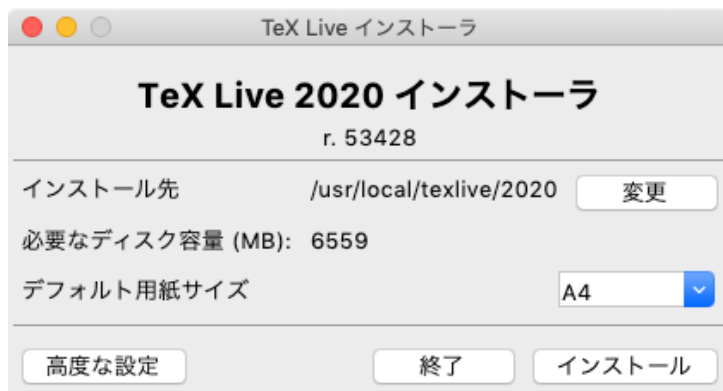 TeX Live インストーラ
TeX Live 2020 インストーラ
r. 53428
インストール先 /usr/local/texlive/2020 変更
必要なディスク容量 (MB): 6559
デフォルト用紙サイズ A4
高度な設定 終了 インストール